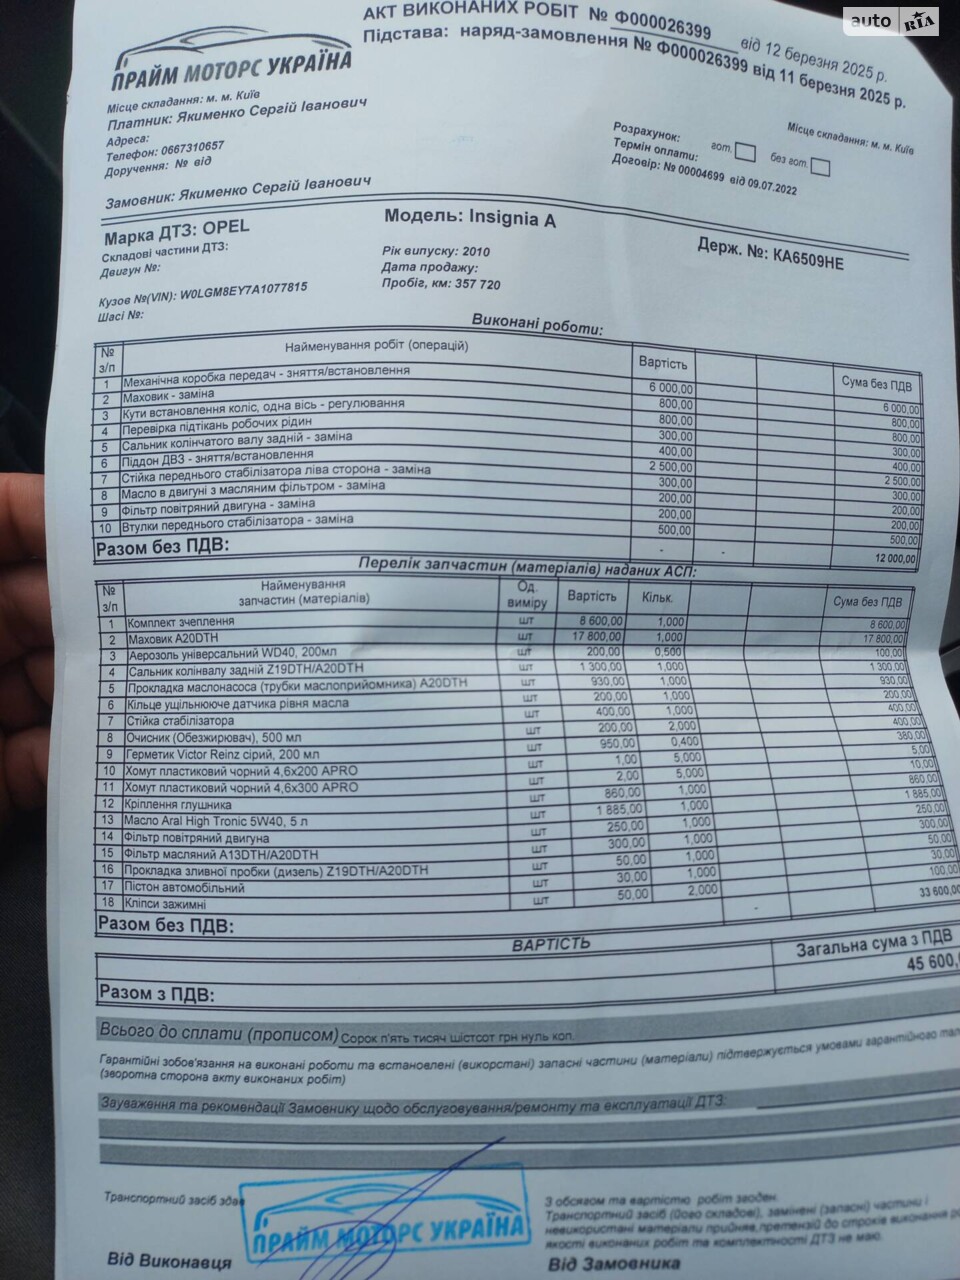 auto RIA
АКТ ВИКОНАНИХ РОБІТ № Ф000026399 від 12 березня 2025 р.
Підстава: наряд-замовлення № Ф000026399 від 11 березня 2025 р.
ПРАЙМ МОТОРС УКРАЇНА
Місце складання: м. м. Київ
Платник: Якименко Сергій Іванович
Адреса:
Телефон: 0667310657
Доручення: № від
Місце складання: м. м. Київ
Розрахунок: гот. без гот.
Термін оплати:
Договір: № 00004699 від 09.07.2022
Замовник: Якименко Сергій Іванович
Марка ДТЗ: OPEL Модель: Insignia A Держ. №: КА6509НЕ
Складові частини ДТЗ:
Двигун №:
Рік випуску: 2010
Дата продажу:
Пробіг, км: 357 720
Кузов №(VIN): W0LGM8EY7A1077815
Шасі №:
Виконані роботи:
№ з/п Найменування робіт (операцій) Вартість Сума без ПДВ
1 Механічна коробка передач - зняття/встановлення 6 000,00 6 000,00
2 Маховик - заміна 800,00 800,00
3 Кути встановлення коліс, одна вісь - регулювання 800,00 800,00
4 Перевірка підтікань робочих рідин 300,00 300,00
5 Сальник колінчатого валу задній - заміна 400,00 400,00
6 Піддон ДВЗ - зняття/встановлення 2 500,00 2 500,00
7 Стійка переднього стабілізатора ліва сторона - заміна 300,00 300,00
8 Масло в двигуні з масляним фільтром - заміна 200,00 200,00
9 Фільтр повітряний двигуна - заміна 200,00 200,00
10 Втулки переднього стабілізатора - заміна 500,00 500,00
Разом без ПДВ: - - 12 000,00
Перелік запчастин (матеріалів) наданих АСП:
№ з/п Найменування запчастин (матеріалів) Од. виміру Вартість Кільк. Сума без ПДВ
1 Комплект зчеплення шт 8 600,00 1,000 8 600,00
2 Маховик A20DTH шт 17 800,00 1,000 17 800,00
3 Аерозоль універсальний WD40, 200мл шт 200,00 0,500 100,00
4 Сальник колінвалу задній Z19DTH/A20DTH шт 1 300,00 1,000 1 300,00
5 Прокладка маслонасоса (трубки маслоприйомника) A20DTH шт 930,00 1,000 930,00
6 Кільце ущільнююче датчика рівня масла шт 200,00 1,000 200,00
7 Стійка стабілізатора шт 400,00 1,000 400,00
8 Очисник (Обезжирювач), 500 мл шт 200,00 2,000 400,00
9 Герметик Victor Reinz сірий, 200 мл шт 950,00 0,400 380,00
10 Хомут пластиковий чорний 4,6х200 APRO шт 1,00 5,000 5,00
11 Хомут пластиковий чорний 4,6х300 APRO шт 2,00 5,000 10,00
12 Кріплення глушника шт 860,00 1,000 860,00
13 Масло Aral High Tronic 5W40, 5 л шт 1 885,00 1,000 1 885,00
14 Фільтр повітряний двигуна шт 250,00 1,000 250,00
15 Фільтр масляний A13DTH/A20DTH шт 300,00 1,000 300,00
16 Прокладка зливної пробки (дизель) Z19DTH/A20DTH шт 50,00 1,000 50,00
17 Пістон автомобільний шт 30,00 1,000 30,00
18 Кліпси зажимні шт 50,00 2,000 100,00
Разом без ПДВ: - 33 600,
ВАРТІСТЬ Загальна сума з ПДВ
Разом з ПДВ: 45 600,
Всього до сплати (прописом) Сорок п'ять тисяч шістсот грн нуль коп.
Гарантійні зобов'язання на виконані роботи та встановлені (використані) запасні частини (матеріали) підтвержується умовами гарантійного
(зворотна сторона акту виконаних робіт)
Зауваження та рекомендації Замовнику щодо обслуговування/ремонту та експлуатації ДТЗ:
Транспортний засіб здав
ПРАЙМ МОТОРС УКРАЇНА
З обсягом та вартістю робіт згоден.
Транспортний засіб (його складові), замінені (запасні) частини і
невикористані матеріали прийняв,претензій до строків виконання
якості виконаних робіт та комплектності ДТЗ не маю.
Від Виконавця Від Замовника